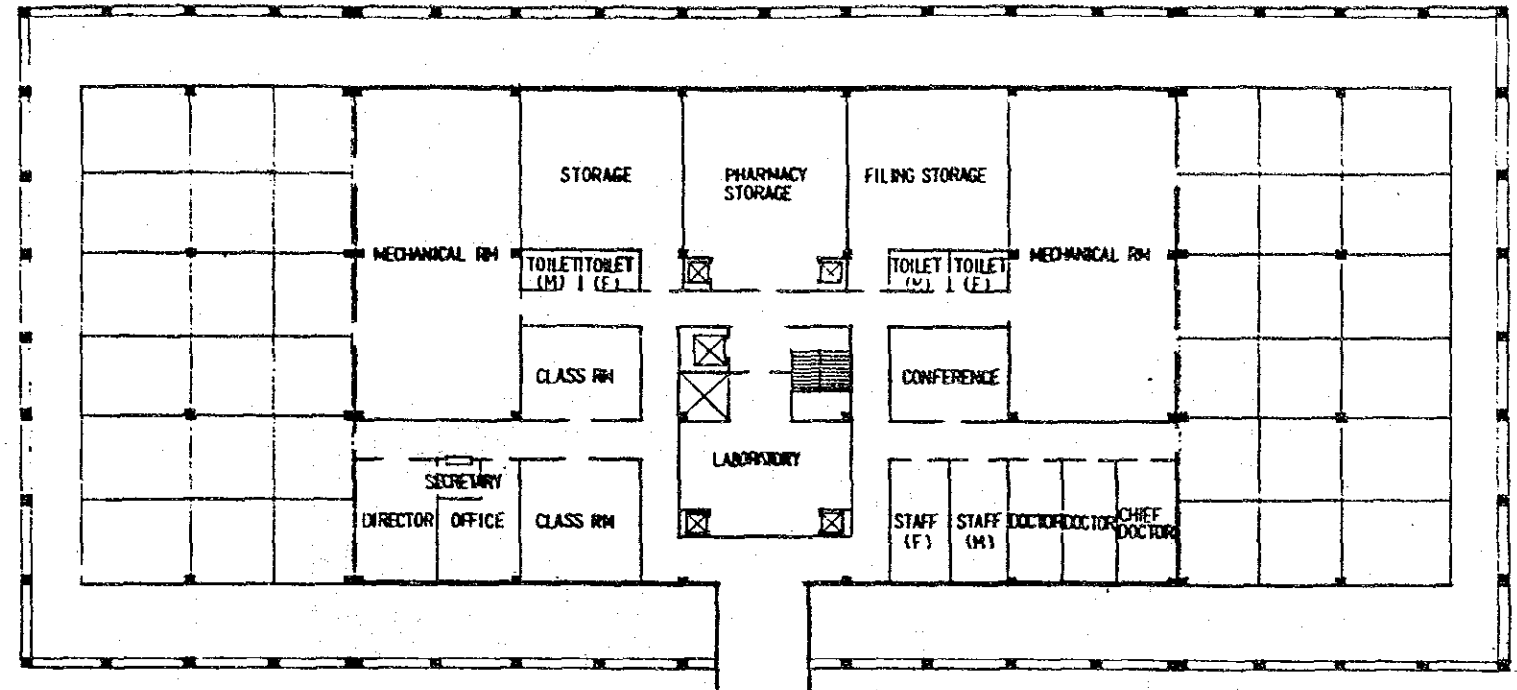 STORAGE
PHARMACY
STORAGE
FILING STORAGE
MECHANICAL RM
TOILET
(M)
TOILET
(F)
TOILET
(M)
TOILET
(F)
MECHANICAL RM
CLASS RM
CONFERENCE
LABORATORY
SECRETARY
DIRECTOR
OFFICE
CLASS RM
STAFF
(F)
STAFF
(M)
DOCTOR
DOCTOR
CHIEF
DOCTOR